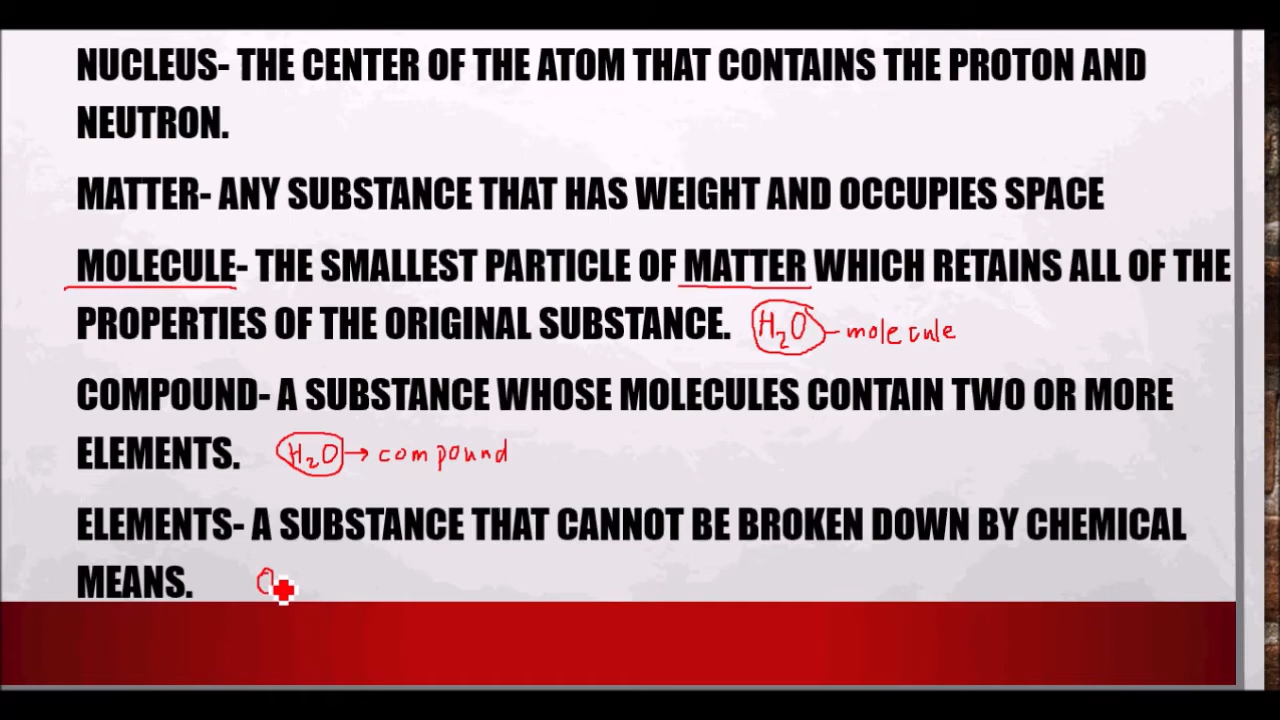 NUCLEUS- THE CENTER OF THE ATOM THAT CONTAINS THE PROTON AND
NEUTRON.
MATTER- ANY SUBSTANCE THAT HAS WEIGHT AND OCCUPIES SPACE
MOLECULE- THE SMALLEST PARTICLE OF MATTER WHICH RETAINS ALL OF THE
PROPERTIES OF THE ORIGINAL SUBSTANCE. H₂O - molecule
COMPOUND- A SUBSTANCE WHOSE MOLECULES CONTAIN TWO OR MORE
ELEMENTS. H₂O → compound
ELEMENTS- A SUBSTANCE THAT CANNOT BE BROKEN DOWN BY CHEMICAL
MEANS.